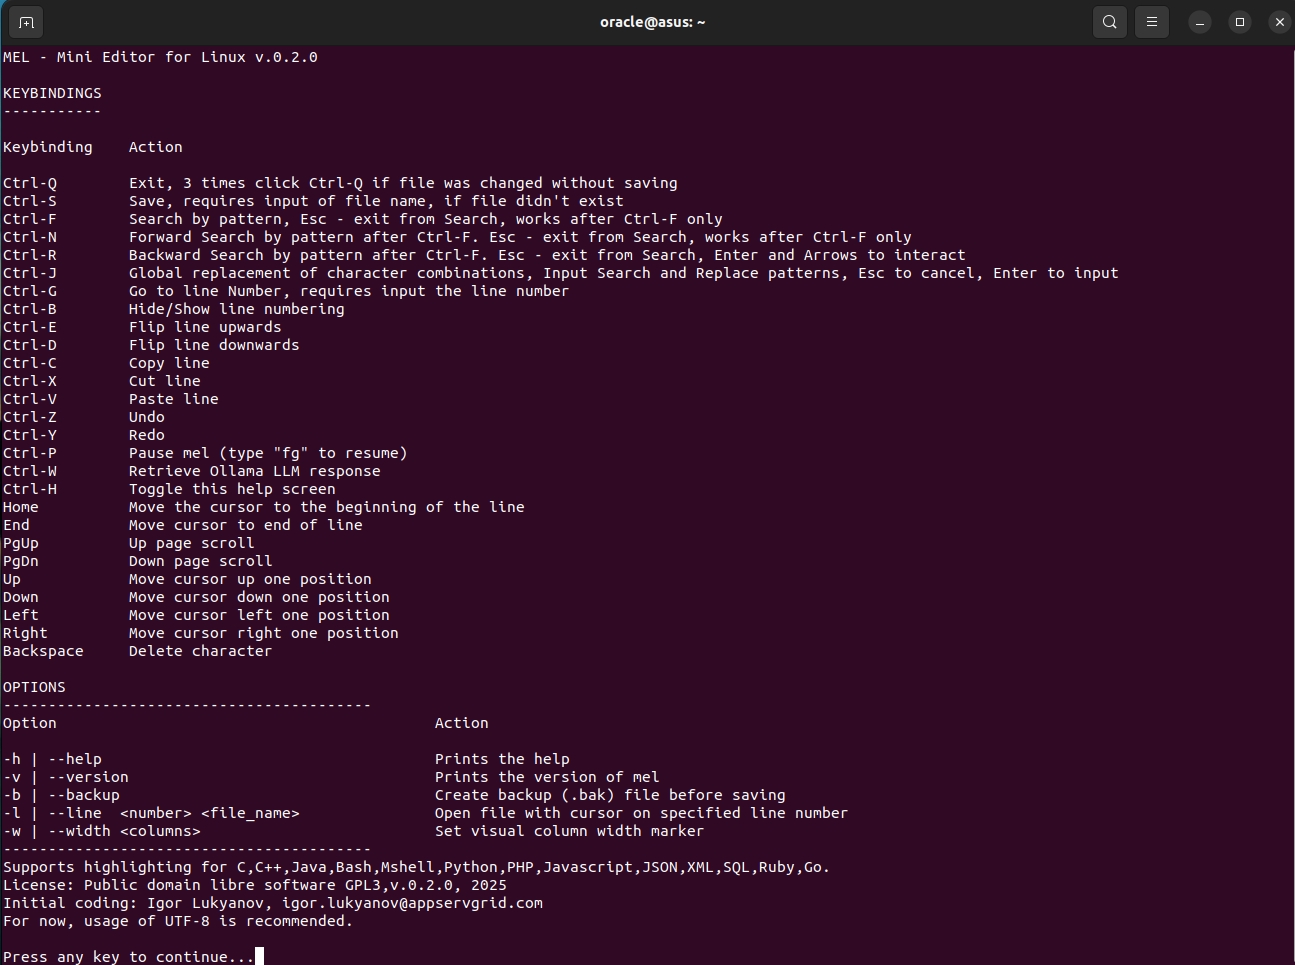 oracle@asus: ~
MEL - Mini Editor for Linux v.0.2.0
KEYBINDINGS
-----------
Keybinding    Action
Ctrl-Q        Exit, 3 times click Ctrl-Q if file was changed without saving
Ctrl-S        Save, requires input of file name, if file didn't exist
Ctrl-F        Search by pattern, Esc - exit from Search, works after Ctrl-F only
Ctrl-N        Forward Search by pattern after Ctrl-F. Esc - exit from Search, works after Ctrl-F only
Ctrl-R        Backward Search by pattern after Ctrl-F. Esc - exit from Search, Enter and Arrows to interact
Ctrl-J        Global replacement of character combinations, Input Search and Replace patterns, Esc to cancel, Enter to input
Ctrl-G        Go to line Number, requires input the line number
Ctrl-B        Hide/Show line numbering
Ctrl-E        Flip line upwards
Ctrl-D        Flip line downwards
Ctrl-C        Copy line
Ctrl-X        Cut line
Ctrl-V        Paste line
Ctrl-Z        Undo
Ctrl-Y        Redo
Ctrl-P        Pause mel (type "fg" to resume)
Ctrl-W        Retrieve Ollama LLM response
Ctrl-H        Toggle this help screen
Home          Move the cursor to the beginning of the line
End           Move cursor to end of line
PgUp          Up page scroll
PgDn          Down page scroll
Up            Move cursor up one position
Down          Move cursor down one position
Left          Move cursor left one position
Right         Move cursor right one position
Backspace     Delete character
OPTIONS
-----------------------------------------
Option                                          Action
-h | --help                                     Prints the help
-v | --version                                  Prints the version of mel
-b | --backup                                   Create backup (.bak) file before saving
-l | --line  <number> <file_name>               Open file with cursor on specified line number
-w | --width <columns>                          Set visual column width marker
-----------------------------------------
Supports highlighting for C,C++,Java,Bash,Mshell,Python,PHP,Javascript,JSON,XML,SQL,Ruby,Go.
License: Public domain libre software GPL3,v.0.2.0, 2025
Initial coding: Igor Lukyanov, igor.lukyanov@appservgrid.com
For now, usage of UTF-8 is recommended.
Press any key to continue...